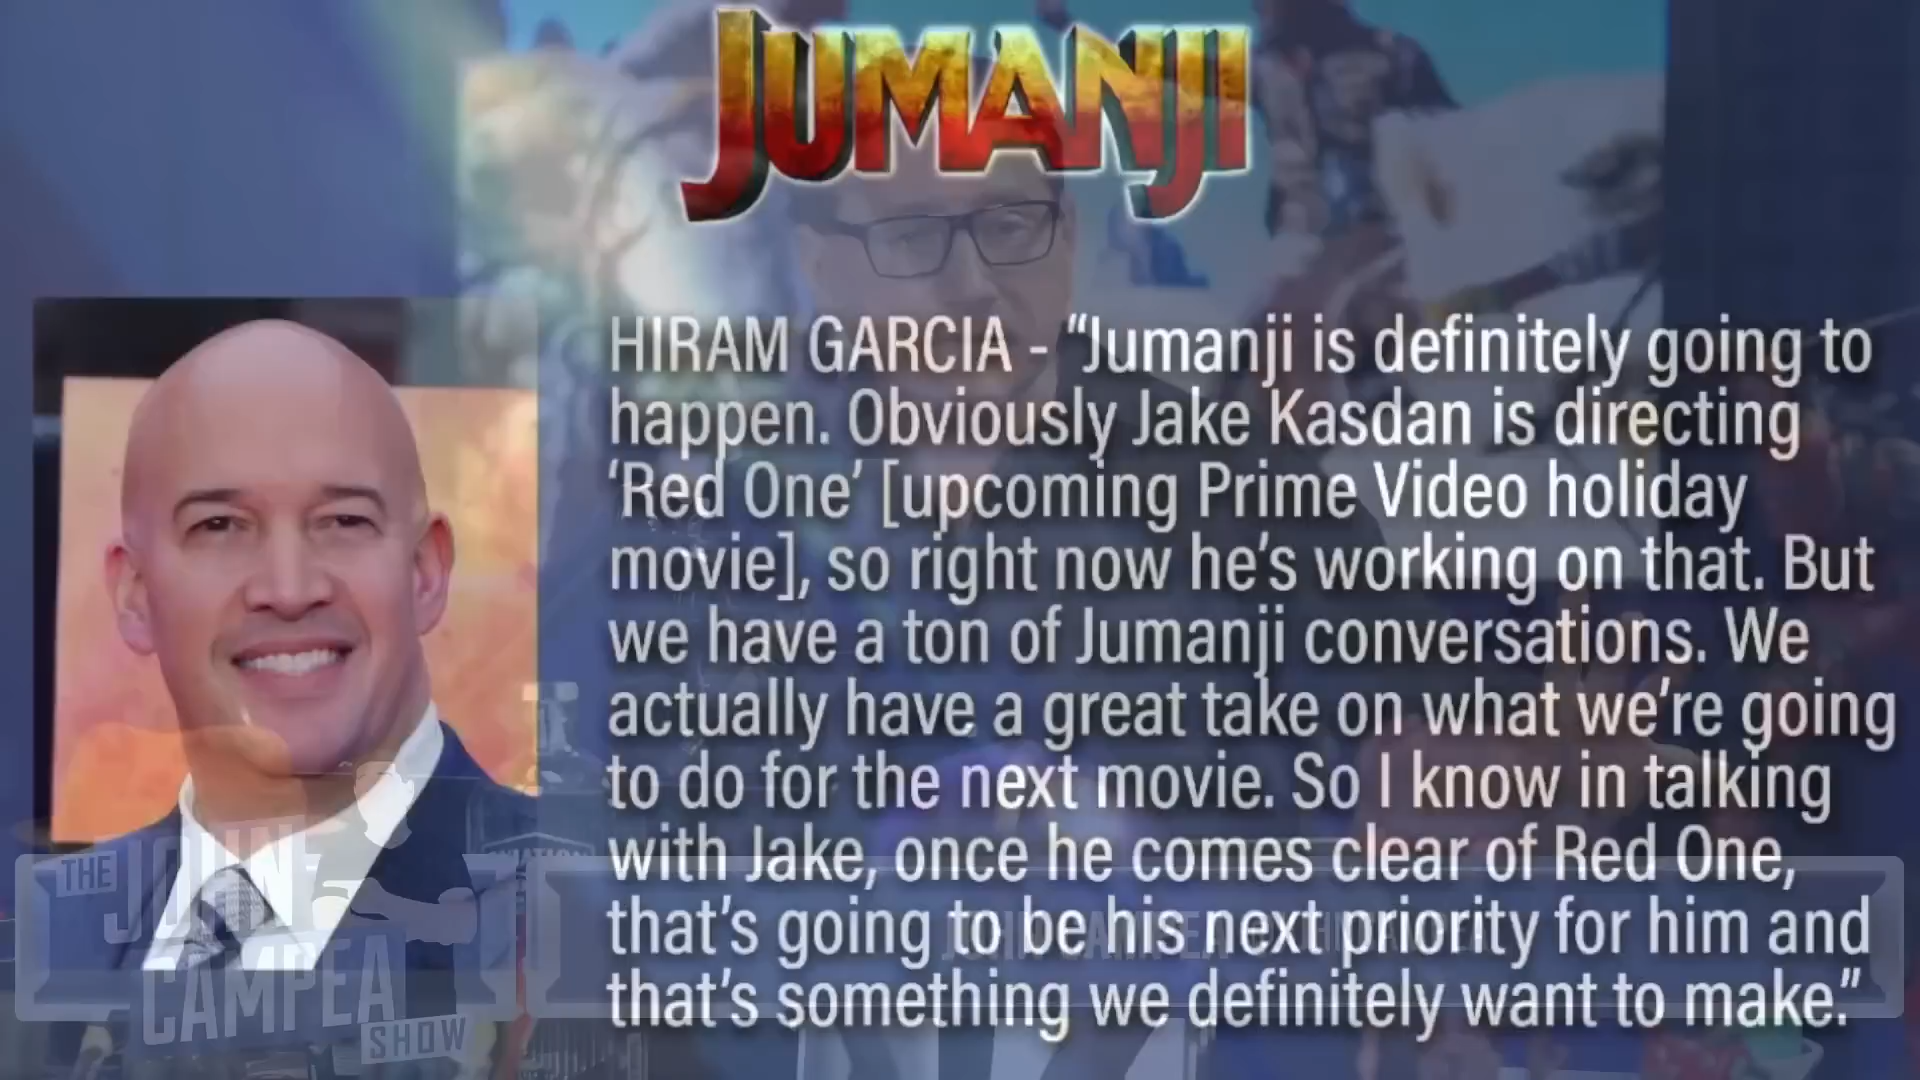 JUMANJI
HIRAM GARCIA - “Jumanji is definitely going to
happen. Obviously Jake Kasdan is directing
‘Red One’ [upcoming Prime Video holiday
movie], so right now he’s working on that. But
we have a ton of Jumanji conversations. We
actually have a great take on what we’re going
to do for the next movie. So I know in talking
with Jake, once he comes clear of Red One,
that’s going to be his next priority for him and
that’s something we definitely want to make.”
THE
JOHN
CAMPEA
SHOW
JOHN CAMPEA